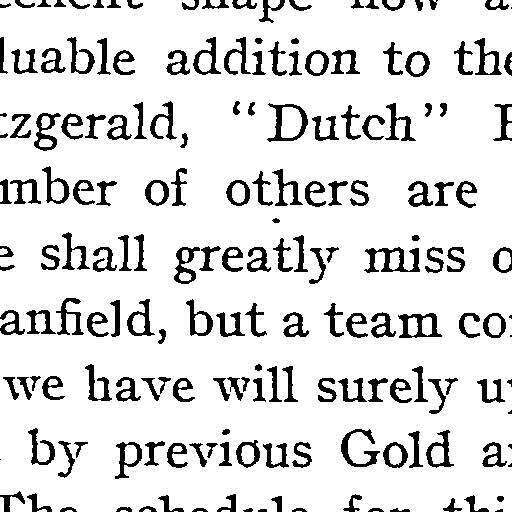 shape now
luable addition to the
tzgerald, "Dutch"
mber of others are
e shall greatly miss o
anfield, but a team co
we have will surely u
by previous Gold a
The schedule for thi